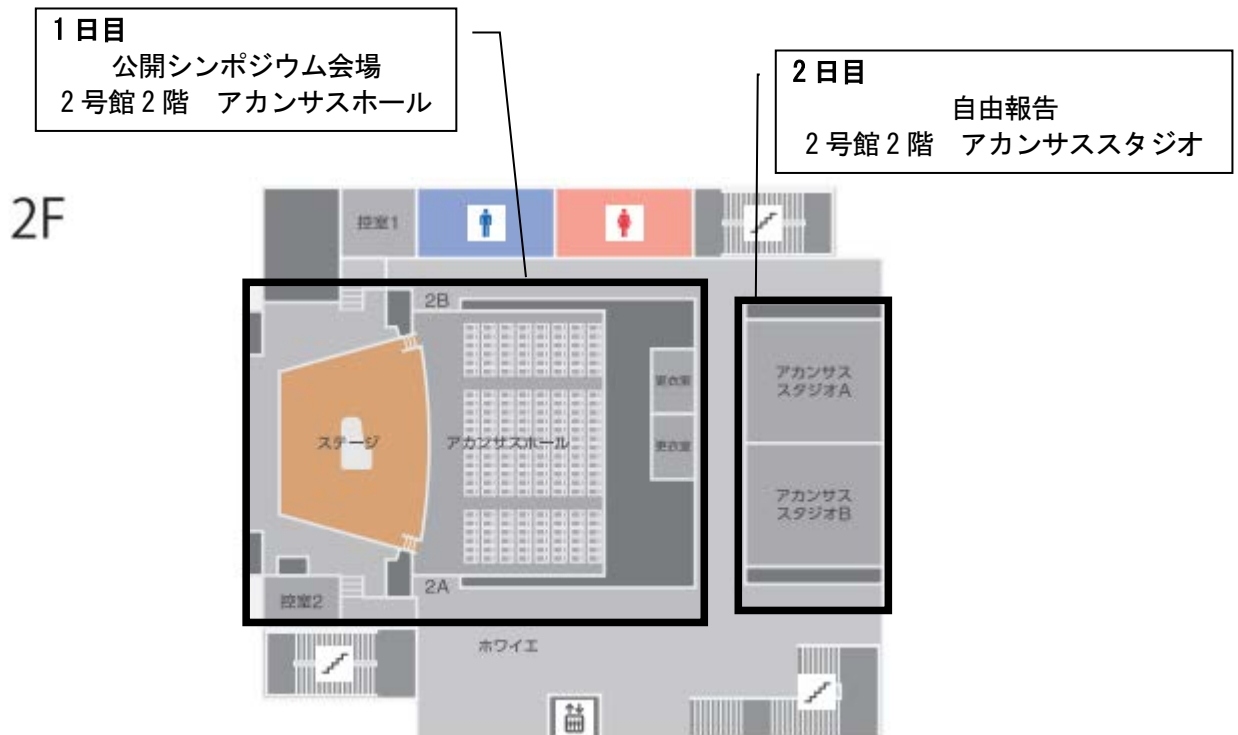 1日目
公開シンポジウム会場
2号館2階　アカンサスホール
2日目
自由報告
2号館2階　アカンサススタジオ
2F
控室1
2B
更衣室
アカンサス
スタジオA
ステージ
アカンサスホール
更衣室
アカンサス
スタジオB
2A
控室2
ホワイエ